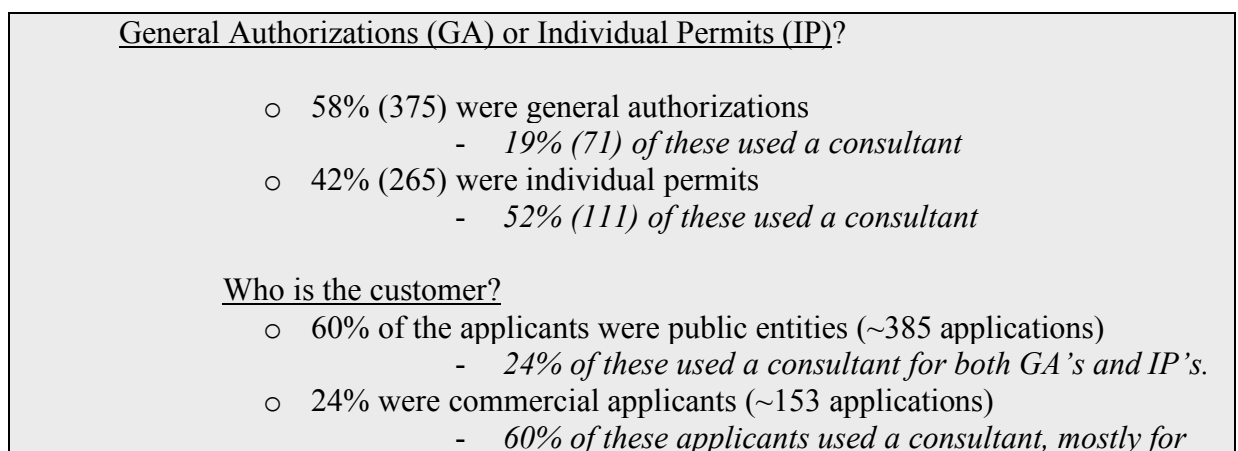 General Authorizations (GA) or Individual Permits (IP)?
o 58% (375) were general authorizations
- 19% (71) of these used a consultant
o 42% (265) were individual permits
- 52% (111) of these used a consultant
Who is the customer?
o 60% of the applicants were public entities (~385 applications)
- 24% of these used a consultant for both GA’s and IP’s.
o 24% were commercial applicants (~153 applications)
- 60% of these applicants used a consultant, mostly for